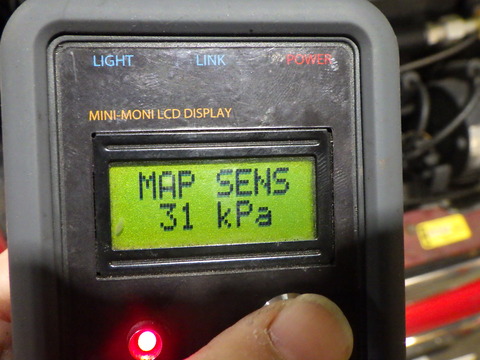 LIGHT LINK POWER
MINI-MONI LCD DISPLAY
MAP SENS
31 kPa